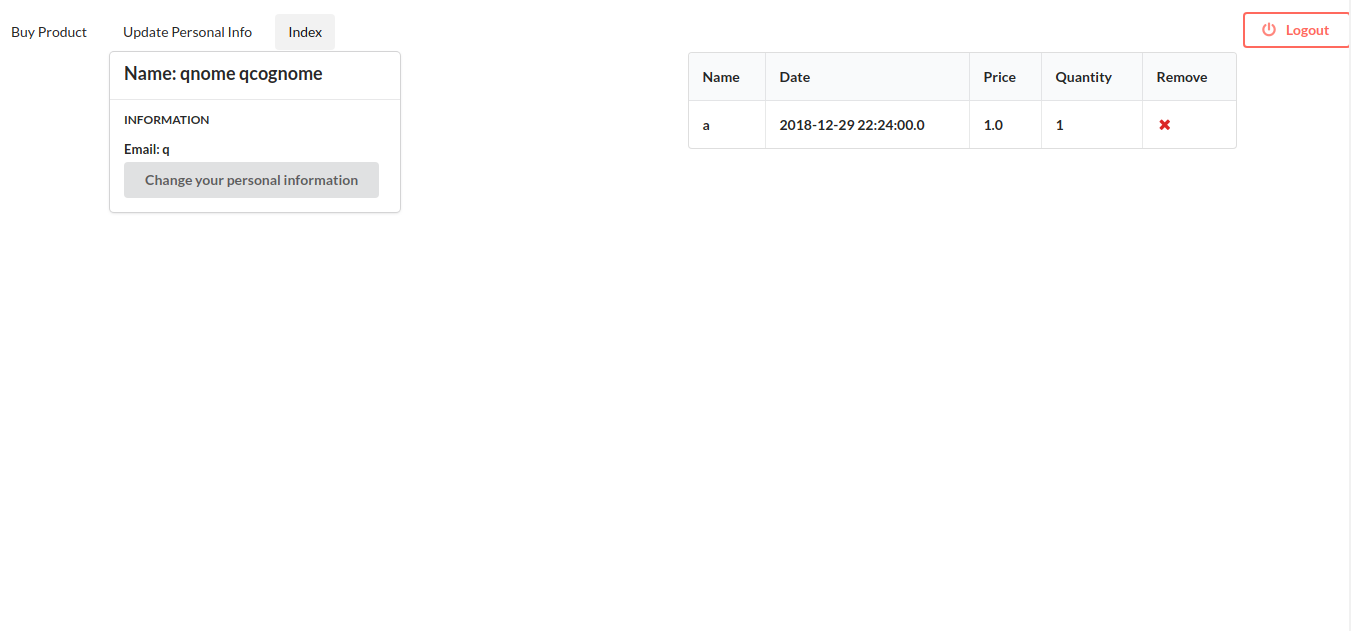 Buy Product Update Personal Info Index Logout
Name: qnome qcognome
INFORMATION
Email: q
Change your personal information
Name Date Price Quantity Remove
a 2018-12-29 22:24:00.0 1.0 1